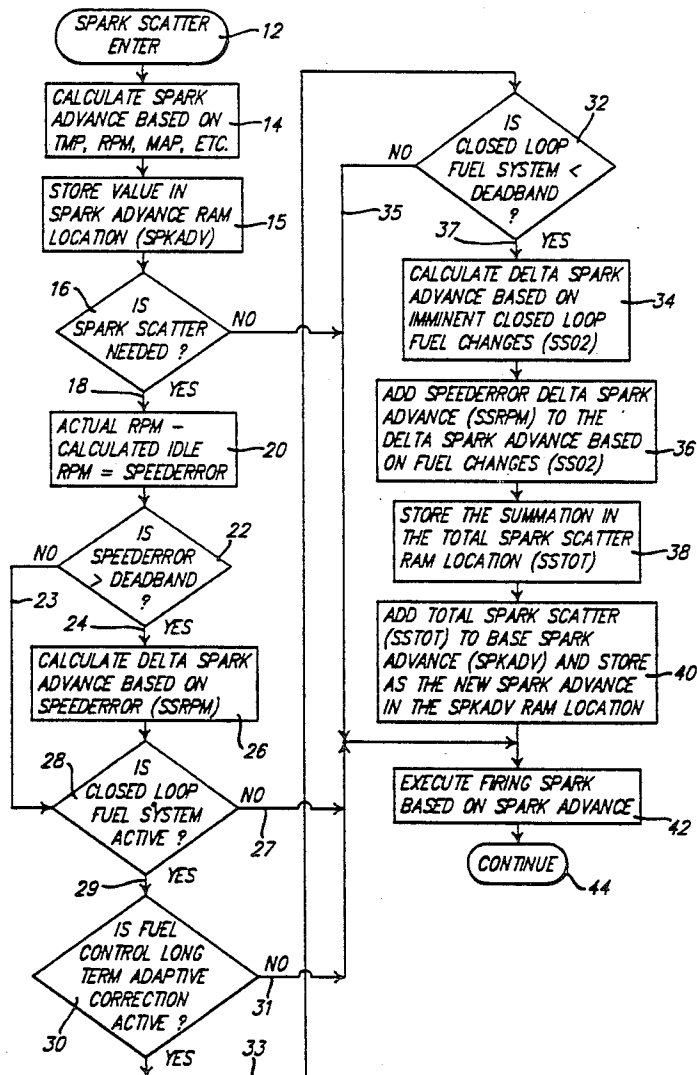 SPARK SCATTER
ENTER
12
CALCULATE SPARK
ADVANCE BASED ON
TMP, RPM, MAP, ETC.
14
STORE VALUE IN
SPARK ADVANCE RAM
LOCATION (SPKADV)
15
16
IS
SPARK SCATTER
NEEDED ?
NO
18
YES
ACTUAL RPM -
CALCULATED IDLE
RPM = SPEEDERROR
20
IS
SPEEDERROR
> DEADBAND
?
22
NO
23
24
YES
CALCULATE DELTA SPARK
ADVANCE BASED ON
SPEEDERROR (SSRPM)
26
28
IS
CLOSED LOOP
FUEL SYSTEM
ACTIVE ?
NO
27
29
YES
IS FUEL
CONTROL LONG
TERM ADAPTIVE
CORRECTION
ACTIVE ?
NO
31
30
YES
33
IS
CLOSED LOOP
FUEL SYSTEM <
DEADBAND
?
32
NO
35
37
YES
CALCULATE DELTA SPARK
ADVANCE BASED ON
IMMINENT CLOSED LOOP
FUEL CHANGES (SSO2)
34
ADD SPEEDERROR DELTA SPARK
ADVANCE (SSRPM) TO THE
DELTA SPARK ADVANCE BASED
ON FUEL CHANGES (SSO2)
36
STORE THE SUMMATION IN
THE TOTAL SPARK SCATTER
RAM LOCATION (SSTOT)
38
ADD TOTAL SPARK SCATTER
(SSTOT) TO BASE SPARK
ADVANCE (SPKADV) AND STORE
AS THE NEW SPARK ADVANCE
IN THE SPKADV RAM LOCATION
40
EXECUTE FIRING SPARK
BASED ON SPARK ADVANCE
42
CONTINUE
44